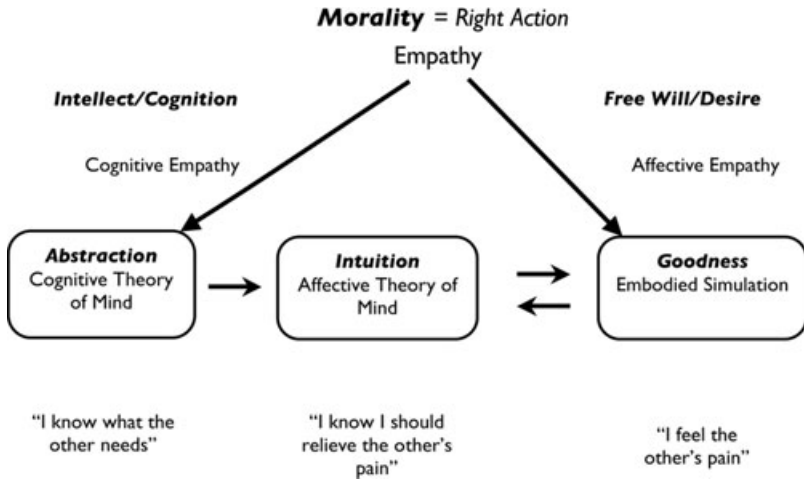 Morality = Right Action
Empathy
Intellect/Cognition
Free Will/Desire
Cognitive Empathy
Affective Empathy
Abstraction
Cognitive Theory
of Mind
Intuition
Affective Theory of
Mind
Goodness
Embodied Simulation
“I know what the
other needs”
“I know I should
relieve the other’s
pain”
“I feel the
other’s pain”